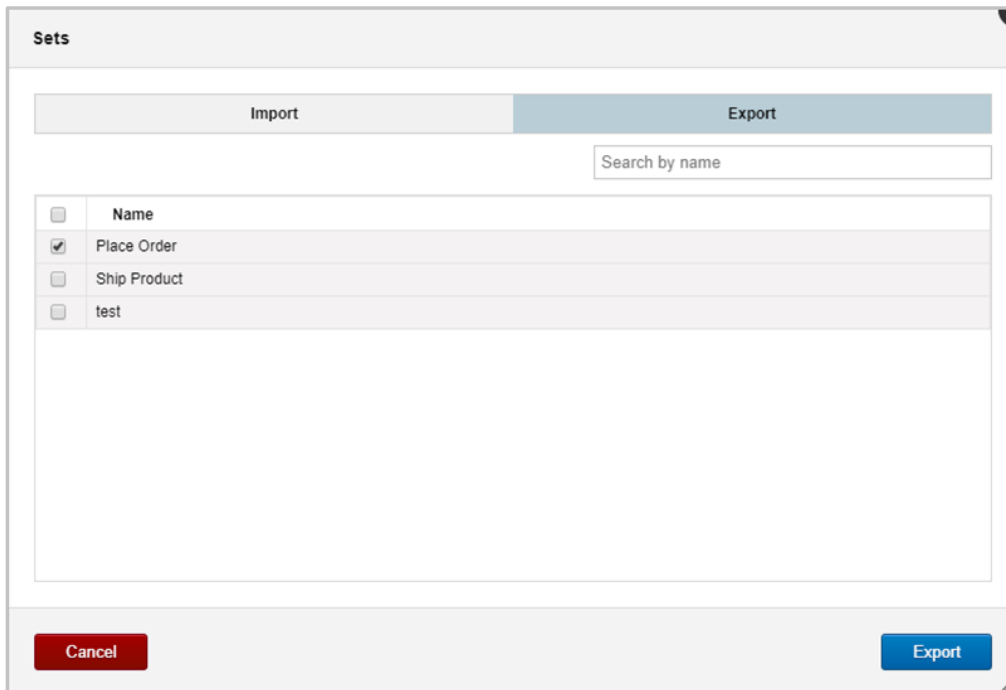 Sets
Import Export
Search by name
Name
Place Order
Ship Product
test
Cancel Export